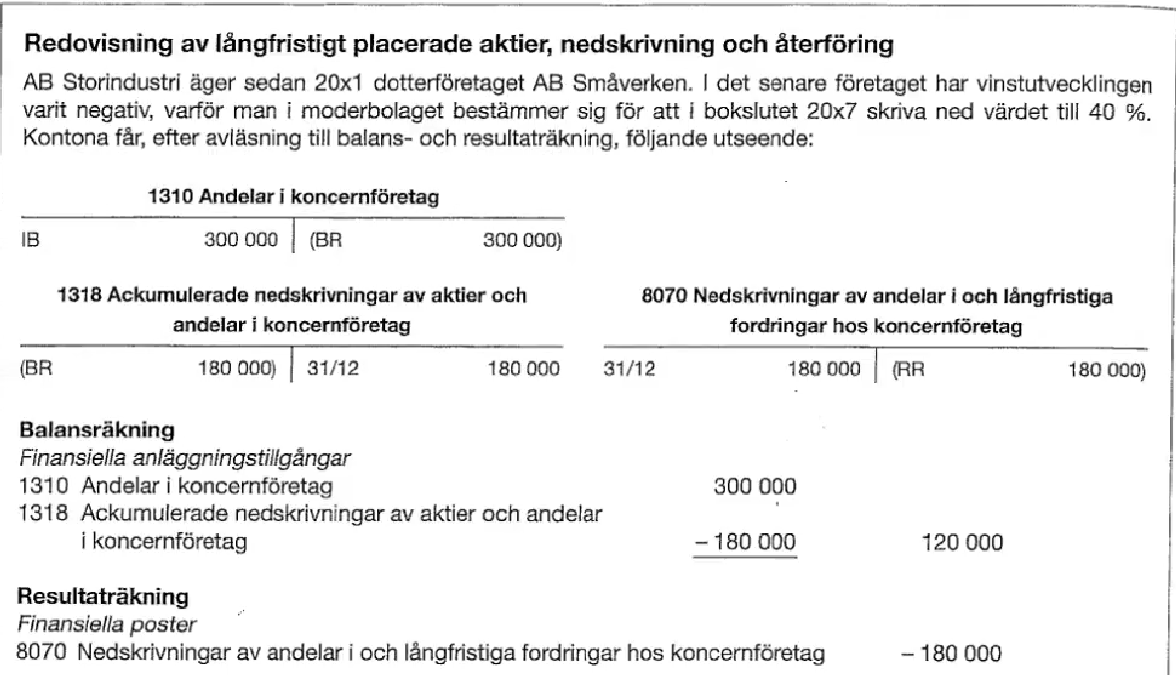 Redovisning av långfristigt placerade aktier, nedskrivning och återföring
AB Storindustri äger sedan 20x1 dotterföretaget AB Småverken. I det senare företaget har vinstutvecklingen
varit negativ, varför man i moderbolaget bestämmer sig för att i bokslutet 20x7 skriva ned värdet till 40 %.
Kontona får, efter avläsning till balans- och resultaträkning, följande utseende:
1310 Andelar i koncernföretag
IB 300 000 (BR 300 000)
1318 Ackumulerade nedskrivningar av aktier och
andelar i koncernföretag
(BR 180 000) 31/12 180 000
8070 Nedskrivningar av andelar i och långfristiga
fordringar hos koncernföretag
31/12 180 000 (RR 180 000)
Balansräkning
Finansiella anläggningstillgångar
1310 Andelar i koncernföretag 300 000
1318 Ackumulerade nedskrivningar av aktier och andelar
i koncernföretag – 180 000 120 000
Resultaträkning
Finansiella poster
8070 Nedskrivningar av andelar i och långfristiga fordringar hos koncernföretag – 180 000